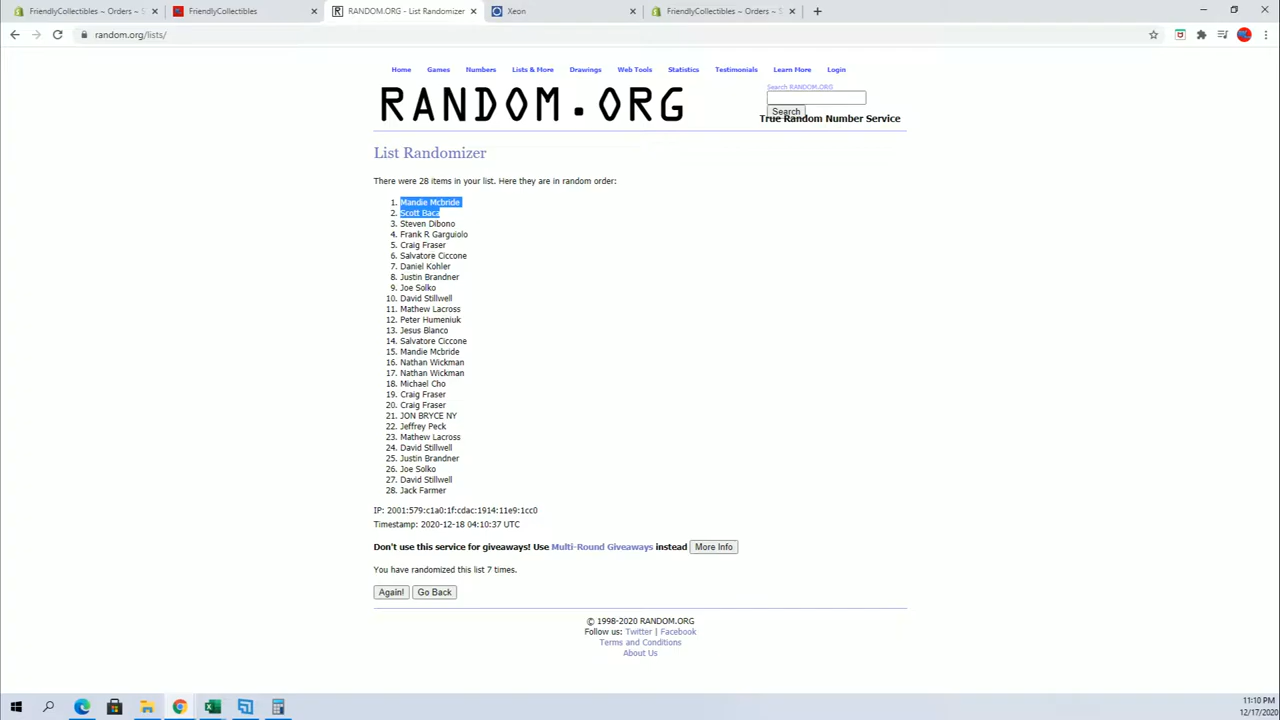 FriendlyCollectibles ~ Orders ~ S
FriendlyCollectibles
RANDOM.ORG - List Randomizer
Xeon
FriendlyCollectibles ~ Orders ~ S
random.org/lists/
Home Games Numbers Lists & More Drawings Web Tools Statistics Testimonials Learn More Login
RANDOM.ORG
Search RANDOM.ORG
Search
True Random Number Service
List Randomizer
There were 28 items in your list. Here they are in random order:
1. Mandie Mcbride
2. Scott Baca
3. Steven Dibono
4. Frank R Garguiolo
5. Craig Fraser
6. Salvatore Ciccone
7. Daniel Kohler
8. Justin Brandner
9. Joe Solko
10. David Stillwell
11. Mathew Lacross
12. Peter Humeniuk
13. Jesus Blanco
14. Salvatore Ciccone
15. Mandie Mcbride
16. Nathan Wickman
17. Nathan Wickman
18. Michael Cho
19. Craig Fraser
20. Craig Fraser
21. JON BRYCE NY
22. Jeffrey Peck
23. Mathew Lacross
24. David Stillwell
25. Justin Brandner
26. Joe Solko
27. David Stillwell
28. Jack Farmer
IP: 2001:579:c1a0:1f:cdac:1914:11e9:1cc0
Timestamp: 2020-12-18 04:10:37 UTC
Don't use this service for giveaways! Use Multi-Round Giveaways instead More Info
You have randomized this list 7 times.
Again! Go Back
© 1998-2020 RANDOM.ORG
Follow us: Twitter | Facebook
Terms and Conditions
About Us
11:10 PM
12/17/2020